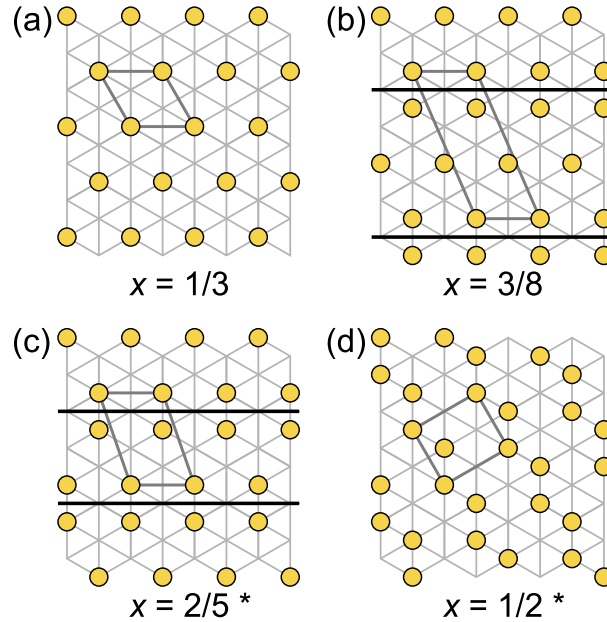 (a)
(b)
x = 1/3
x = 3/8
(c)
(d)
x = 2/5 *
x = 1/2 *